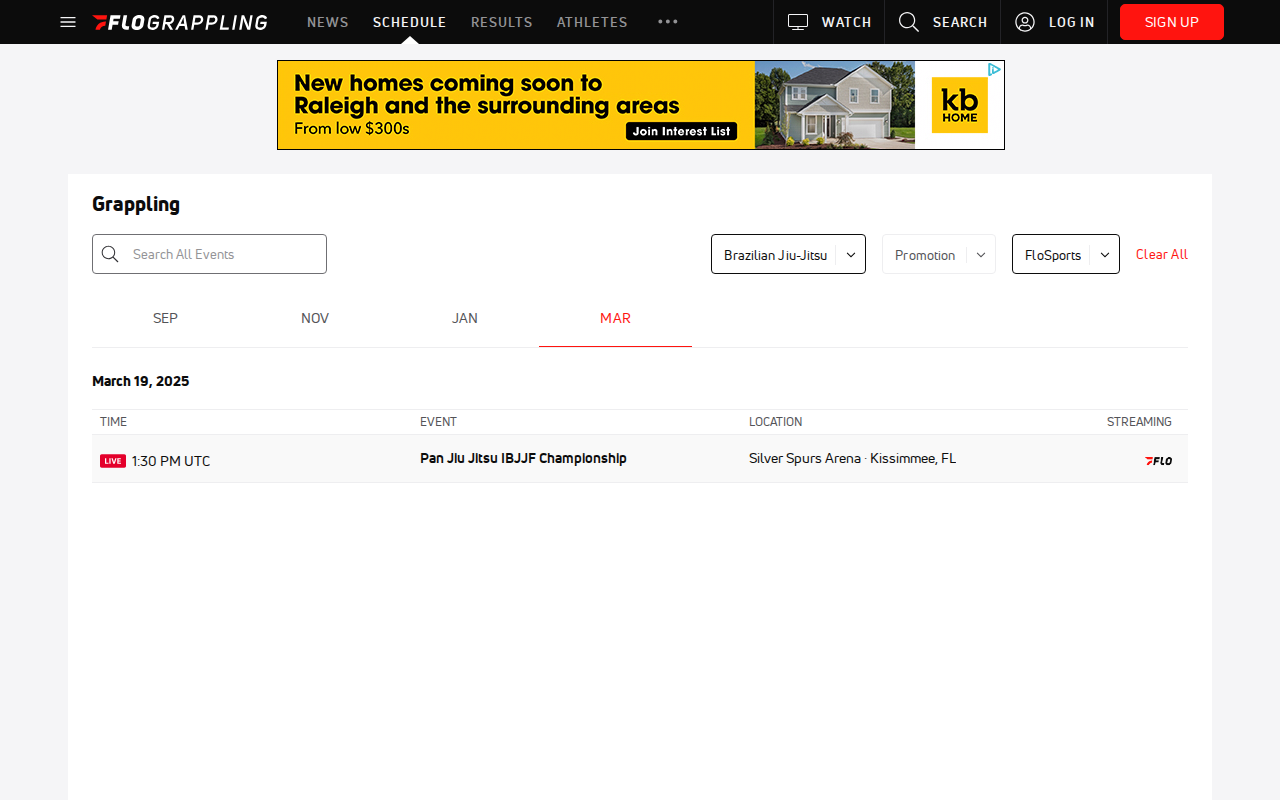 FLOGRAPPLING NEWS SCHEDULE RESULTS ATHLETES WATCH SEARCH LOG IN SIGN UP
New homes coming soon to
Raleigh and the surrounding areas
From low $300s
Join Interest List
kb
HOME
Grappling
Search All Events
Brazilian Jiu-Jitsu Promotion FloSports Clear All
SEP NOV JAN MAR
March 19, 2025
TIME EVENT LOCATION STREAMING
LIVE 1:30 PM UTC Pan Jiu Jitsu IBJJF Championship Silver Spurs Arena · Kissimmee, FL FLO